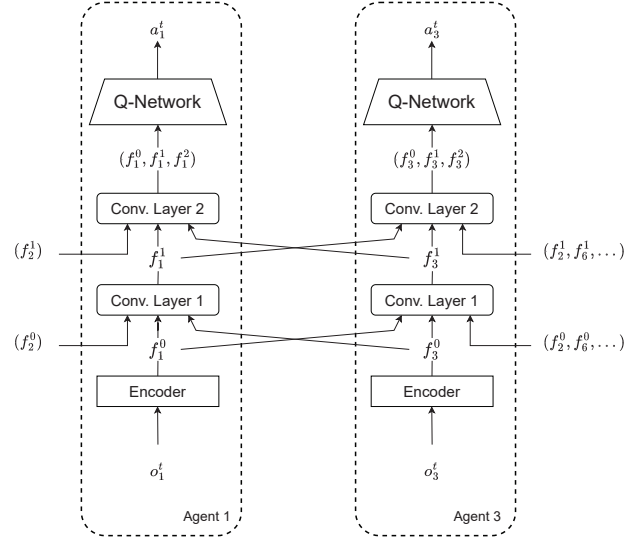 $a_1^t$ $a_3^t$
Q-Network Q-Network
$(f_1^0, f_1^1, f_1^2)$ $(f_3^0, f_3^1, f_3^2)$
Conv. Layer 2 Conv. Layer 2
$(f_2^1)$ $f_1^1$ $f_3^1$ $(f_2^1, f_6^1, \ldots)$
Conv. Layer 1 Conv. Layer 1
$(f_2^0)$ $f_1^0$ $f_3^0$ $(f_2^0, f_6^0, \ldots)$
Encoder Encoder
$o_1^t$ $o_3^t$
Agent 1 Agent 3